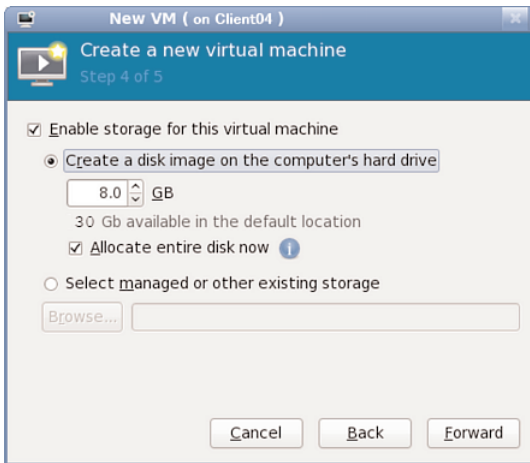 New VM ( on Client04 )
Create a new virtual machine
Step 4 of 5
Enable storage for this virtual machine
Create a disk image on the computer's hard drive
8.0 GB
30 Gb available in the default location
Allocate entire disk now
Select managed or other existing storage
Browse...
Cancel Back Forward